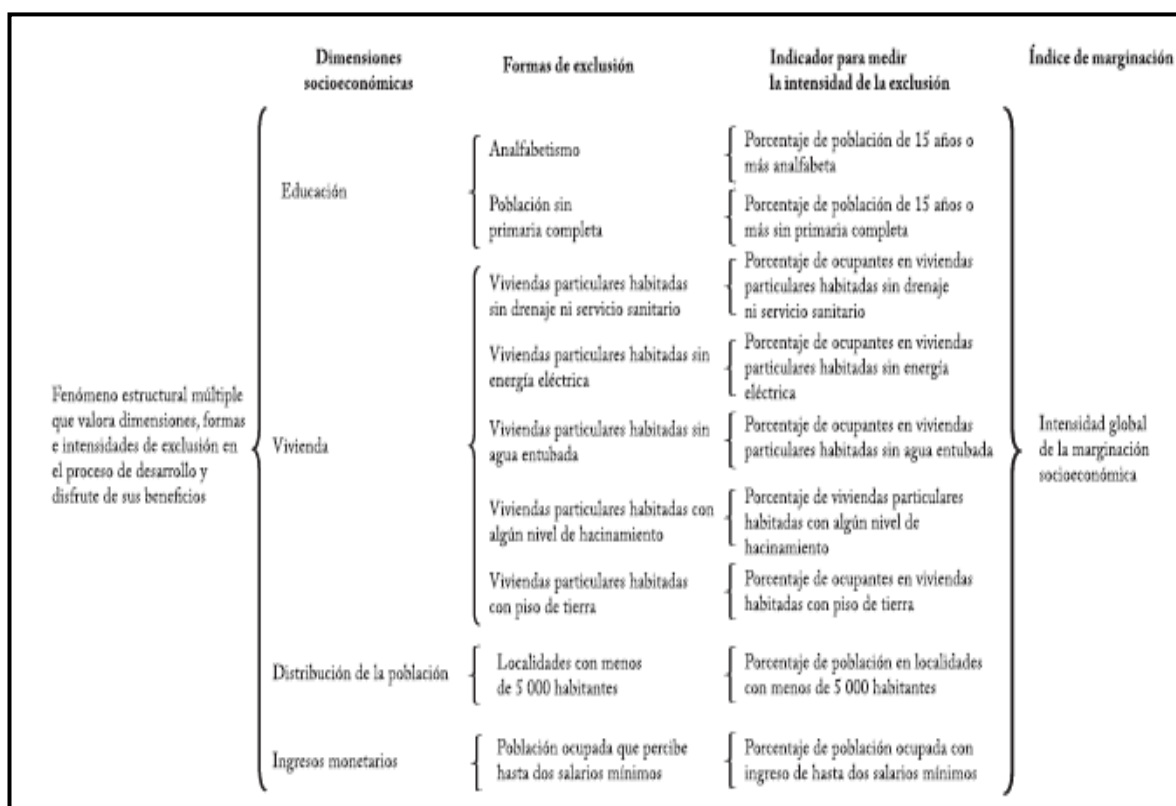 Dimensiones
socioeconómicas
Formas de exclusión
Indicador para medir
la intensidad de la exclusión
Índice de marginación
Fenómeno estructural múltiple
que valora dimensiones, formas
e intensidades de exclusión en
el proceso de desarrollo y
disfrute de sus beneficios
Educación
Analfabetismo
Porcentaje de población de 15 años o
más analfabeta
Población sin
primaria completa
Porcentaje de población de 15 años o
más sin primaria completa
Vivienda
Viviendas particulares habitadas
sin drenaje ni servicio sanitario
Porcentaje de ocupantes en viviendas
particulares habitadas sin drenaje
ni servicio sanitario
Viviendas particulares habitadas sin
energía eléctrica
Porcentaje de ocupantes en viviendas
particulares habitadas sin energía
eléctrica
Viviendas particulares habitadas sin
agua entubada
Porcentaje de ocupantes en viviendas
particulares habitadas sin agua entubada
Viviendas particulares habitadas con
algún nivel de hacinamiento
Porcentaje de viviendas particulares
habitadas con algún nivel de
hacinamiento
Viviendas particulares habitadas
con piso de tierra
Porcentaje de ocupantes en viviendas
habitadas con piso de tierra
Distribución de la población
Localidades con menos
de 5 000 habitantes
Porcentaje de población en localidades
con menos de 5 000 habitantes
Ingresos monetarios
Población ocupada que percibe
hasta dos salarios mínimos
Porcentaje de población ocupada con
ingreso de hasta dos salarios mínimos
Intensidad global
de la marginación
socioeconómica